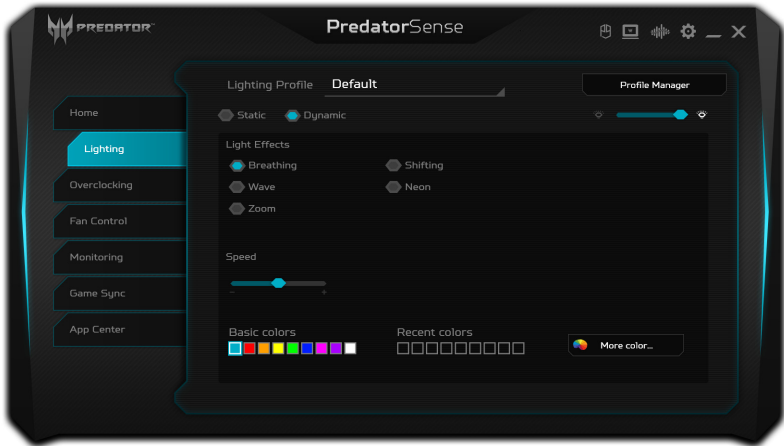 PREDATOR
PredatorSense
Lighting Profile Default
Profile Manager
Home
Static Dynamic
Lighting
Light Effects
Breathing Shifting
Overclocking
Wave Neon
Zoom
Fan Control
Monitoring
Speed
Game Sync
- +
App Center
Basic colors Recent colors
More color...